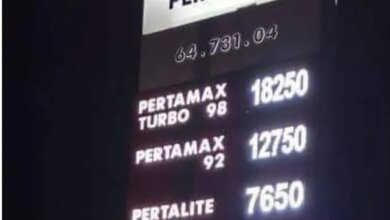 64.731.04
PERTAMAX
TURBO 98 18250
PERTAMAX
92 12750
PERTALITE 7650